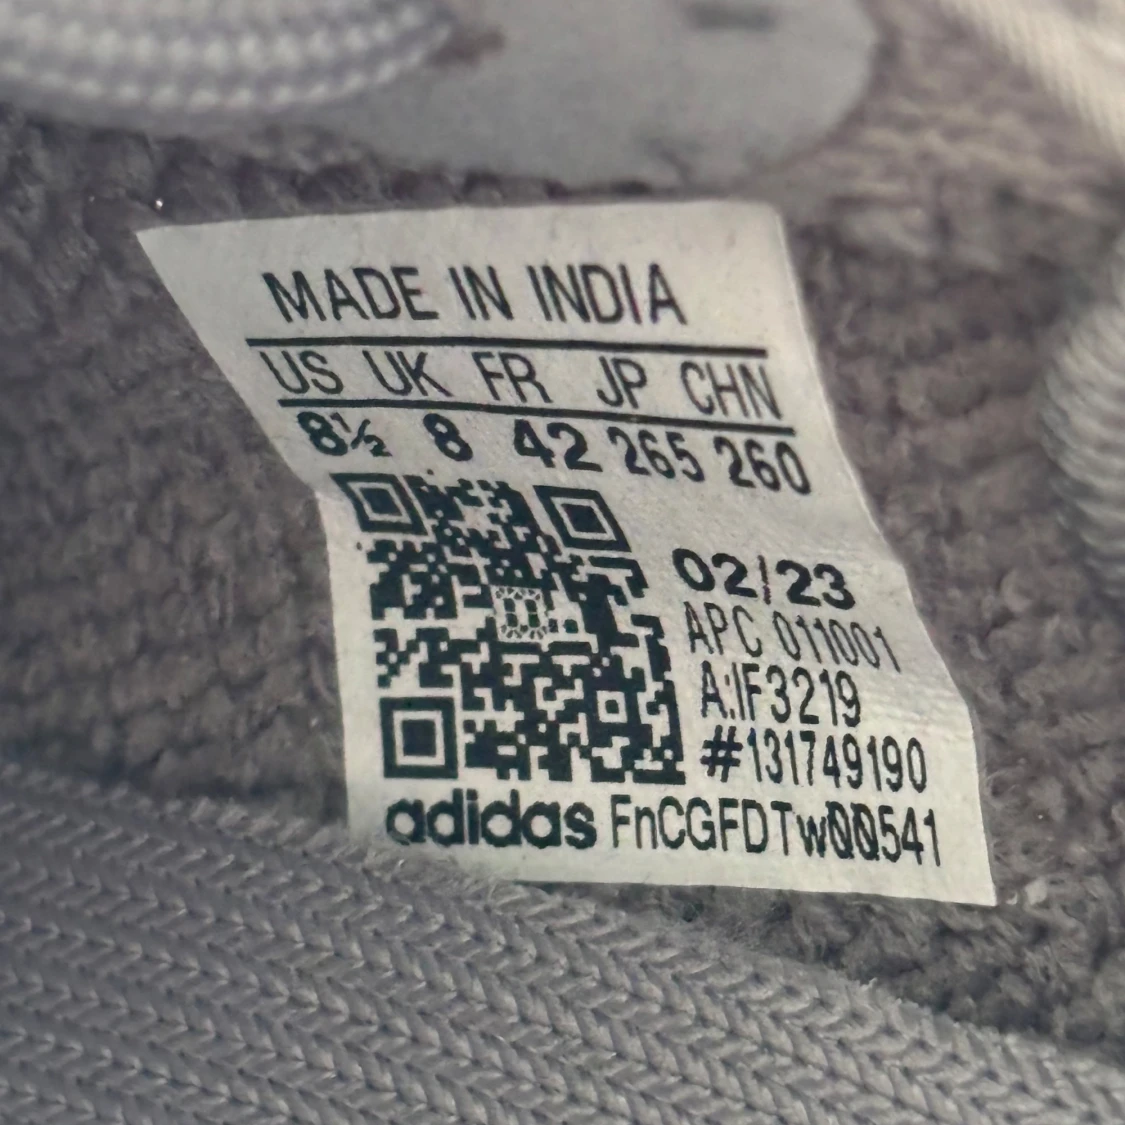 MADE IN INDIA
US UK FR JP CHN
8½ 8 42 265 260
02/23
APC 011001
A:IF3219
#131749190
adidas FnCGFDTw00541